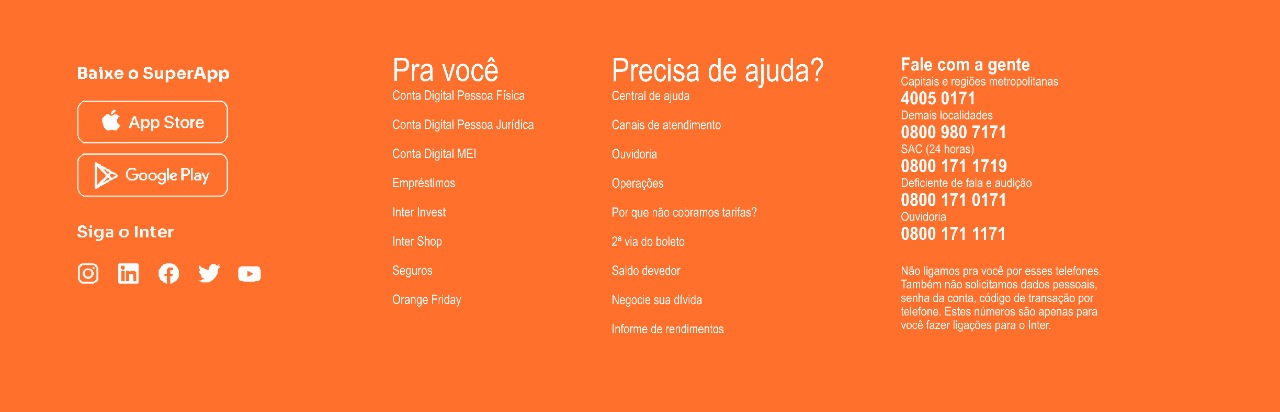 Baixe o SuperApp
App Store
Google Play
Siga o Inter
Pra você
Conta Digital Pessoa Física
Conta Digital Pessoa Jurídica
Conta Digital MEI
Empréstimos
Inter Invest
Inter Shop
Seguros
Orange Friday
Precisa de ajuda?
Central de ajuda
Canais de atendimento
Ouvidoria
Operações
Por que não cobramos tarifas?
2ª via do boleto
Saldo devedor
Negocie sua dívida
Informe de rendimentos
Fale com a gente
Capitais e regiões metropolitanas
4005 0171
Demais localidades
0800 980 7171
SAC (24 horas)
0800 171 1719
Deficiente de fala e audição
0800 171 0171
Ouvidoria
0800 171 1171
Não ligamos pra você por esses telefones.
Também não solicitamos dados pessoais,
senha da conta, código de transação por
telefone. Estes números são apenas para
você fazer ligações para o Inter.